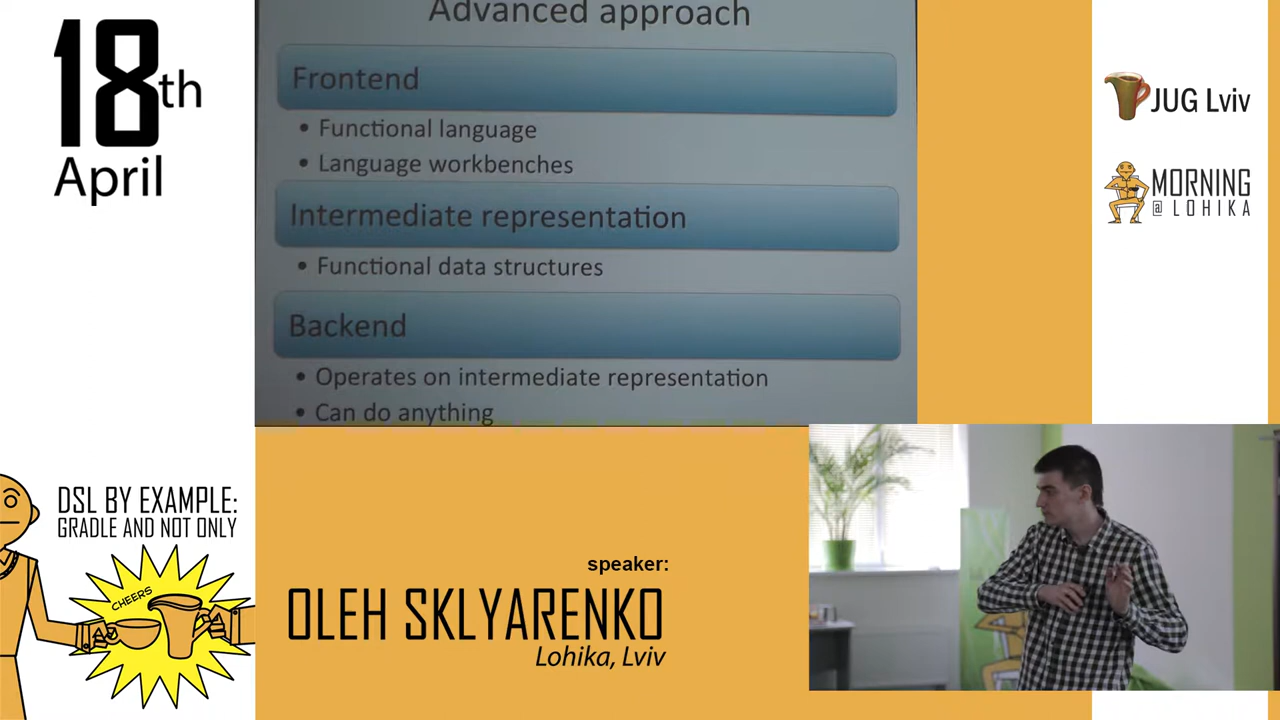 18th
April
Advanced approach
Frontend
• Functional language
• Language workbenches
Intermediate representation
• Functional data structures
Backend
• Operates on intermediate representation
• Can do anything
JUG Lviv
MORNING
@ LOHIKA
DSL BY EXAMPLE:
GRADLE AND NOT ONLY
CHEERS
speaker:
OLEH SKLYARENKO
Lohika, Lviv